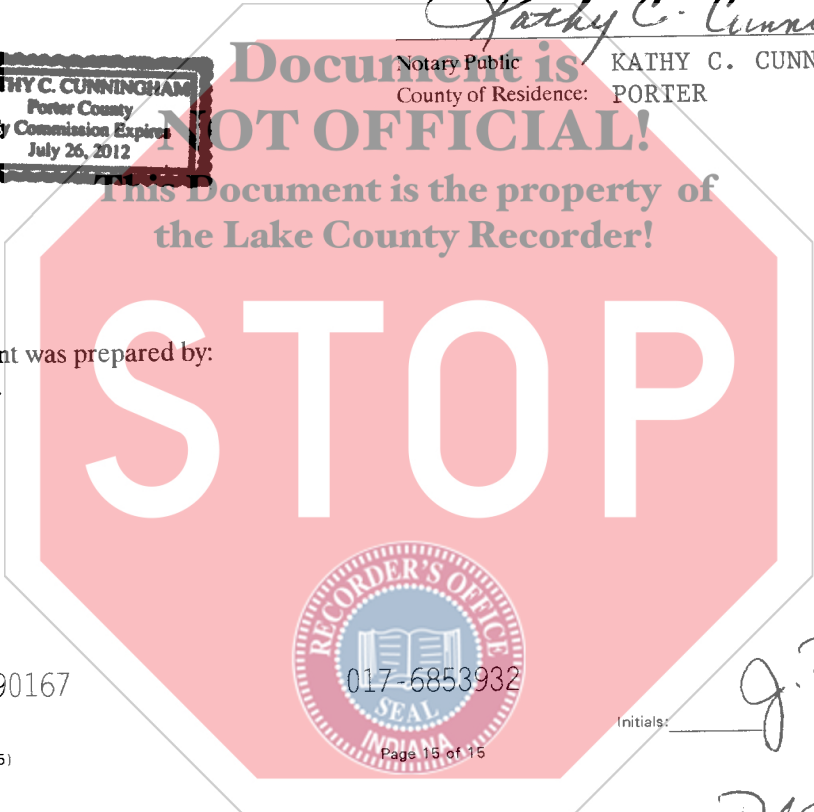 Kathy C. Cunn
Document is
Notary Public KATHY C. CUNN
County of Residence: PORTER
HY C. CUNNINGHAM
Porter County
y Commission Expires
July 26, 2012
NOT OFFICIAL!
This Document is the property of
the Lake County Recorder!
nt was prepared by:
STOP
RECORDER'S OFFICE
90167
017-6853932
SEAL
INDIANA
Initials:
Page 15 of 15
5)